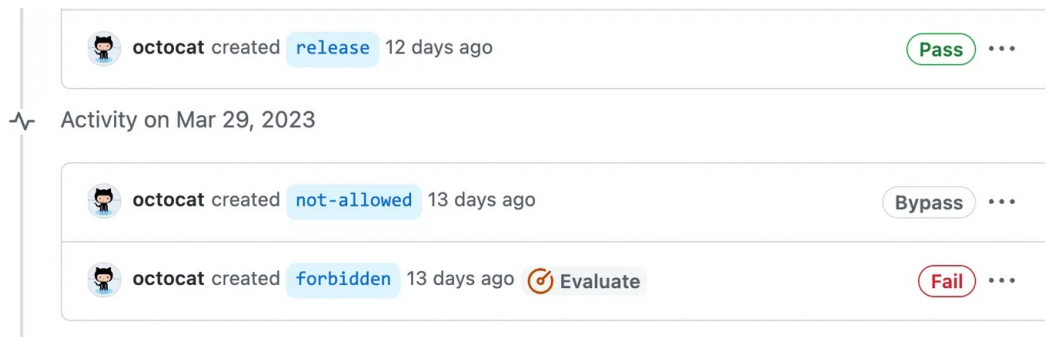 octocat created release 12 days ago Pass
Activity on Mar 29, 2023
octocat created not-allowed 13 days ago Bypass
octocat created forbidden 13 days ago Evaluate Fail